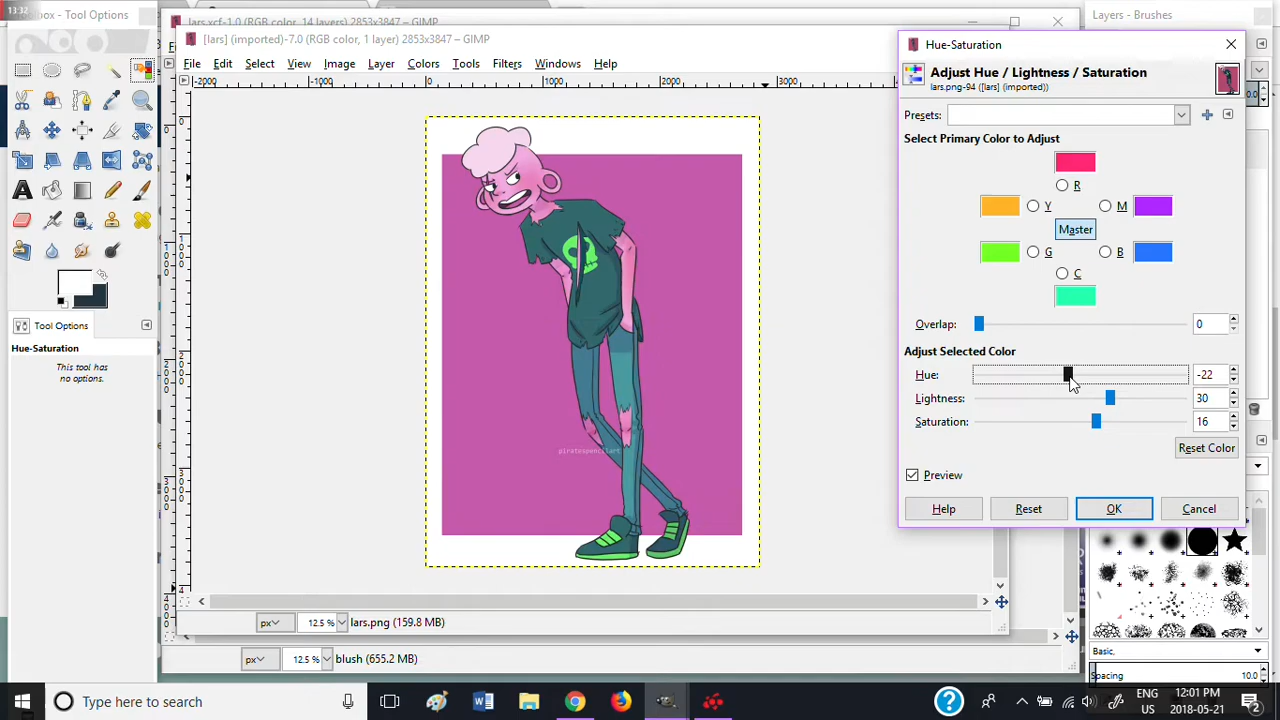 13:32
box - Tool Options
lars.xcf-1.0 (RGB color, 14 layers) 2853x3847 – GIMP
Layers - Brushes
[lars] (imported)-7.0 (RGB color, 1 layer) 2853x3847 – GIMP
File Edit Select View Image Layer Colors Tools Filters Windows Help
-2000 -1000 0 1000 2000 3000
Hue-Saturation
Adjust Hue / Lightness / Saturation
lars.png-94 ([lars] (imported))
Presets:
Select Primary Color to Adjust
R
Y M
Master
G B
C
Overlap: 0
Adjust Selected Color
Hue: -22
Lightness: 30
Saturation: 16
Reset Color
Preview
Help Reset OK Cancel
Tool Options
Hue-Saturation
This tool has
no options.
piratespencilart
px 12.5 % lars.png (159.8 MB)
px 12.5 % blush (655.2 MB)
Basic,
Spacing 10.0
Type here to search
ENG
US
12:01 PM
2018-05-21
2